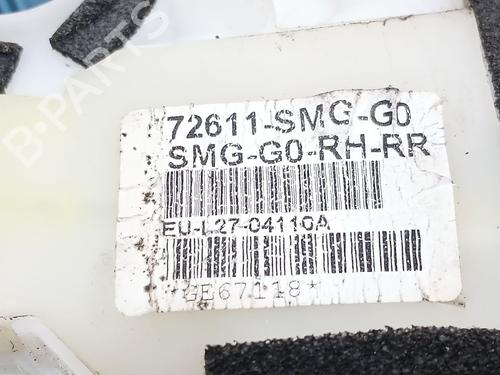 B-PARTS
72611-SMG-G0
SMG-G0-RH-RR
EU-L27-04110A
*GE67118*